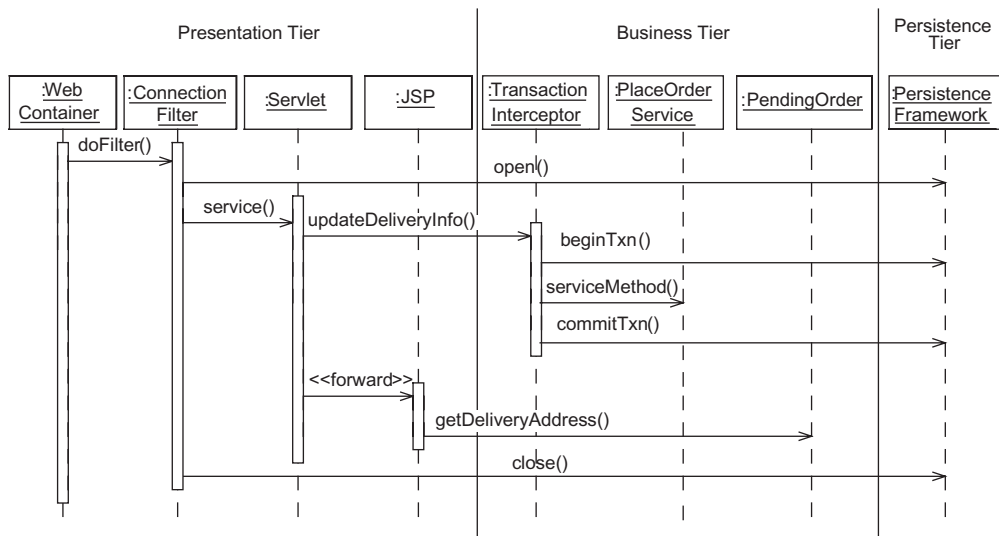 Presentation Tier
Business Tier
Persistence
Tier
:Web
Container
:Connection
Filter
:Servlet
:JSP
:Transaction
Interceptor
:PlaceOrder
Service
:PendingOrder
:Persistence
Framework
doFilter()
open()
service()
updateDeliveryInfo()
beginTxn()
serviceMethod()
commitTxn()
<<forward>>
getDeliveryAddress()
close()